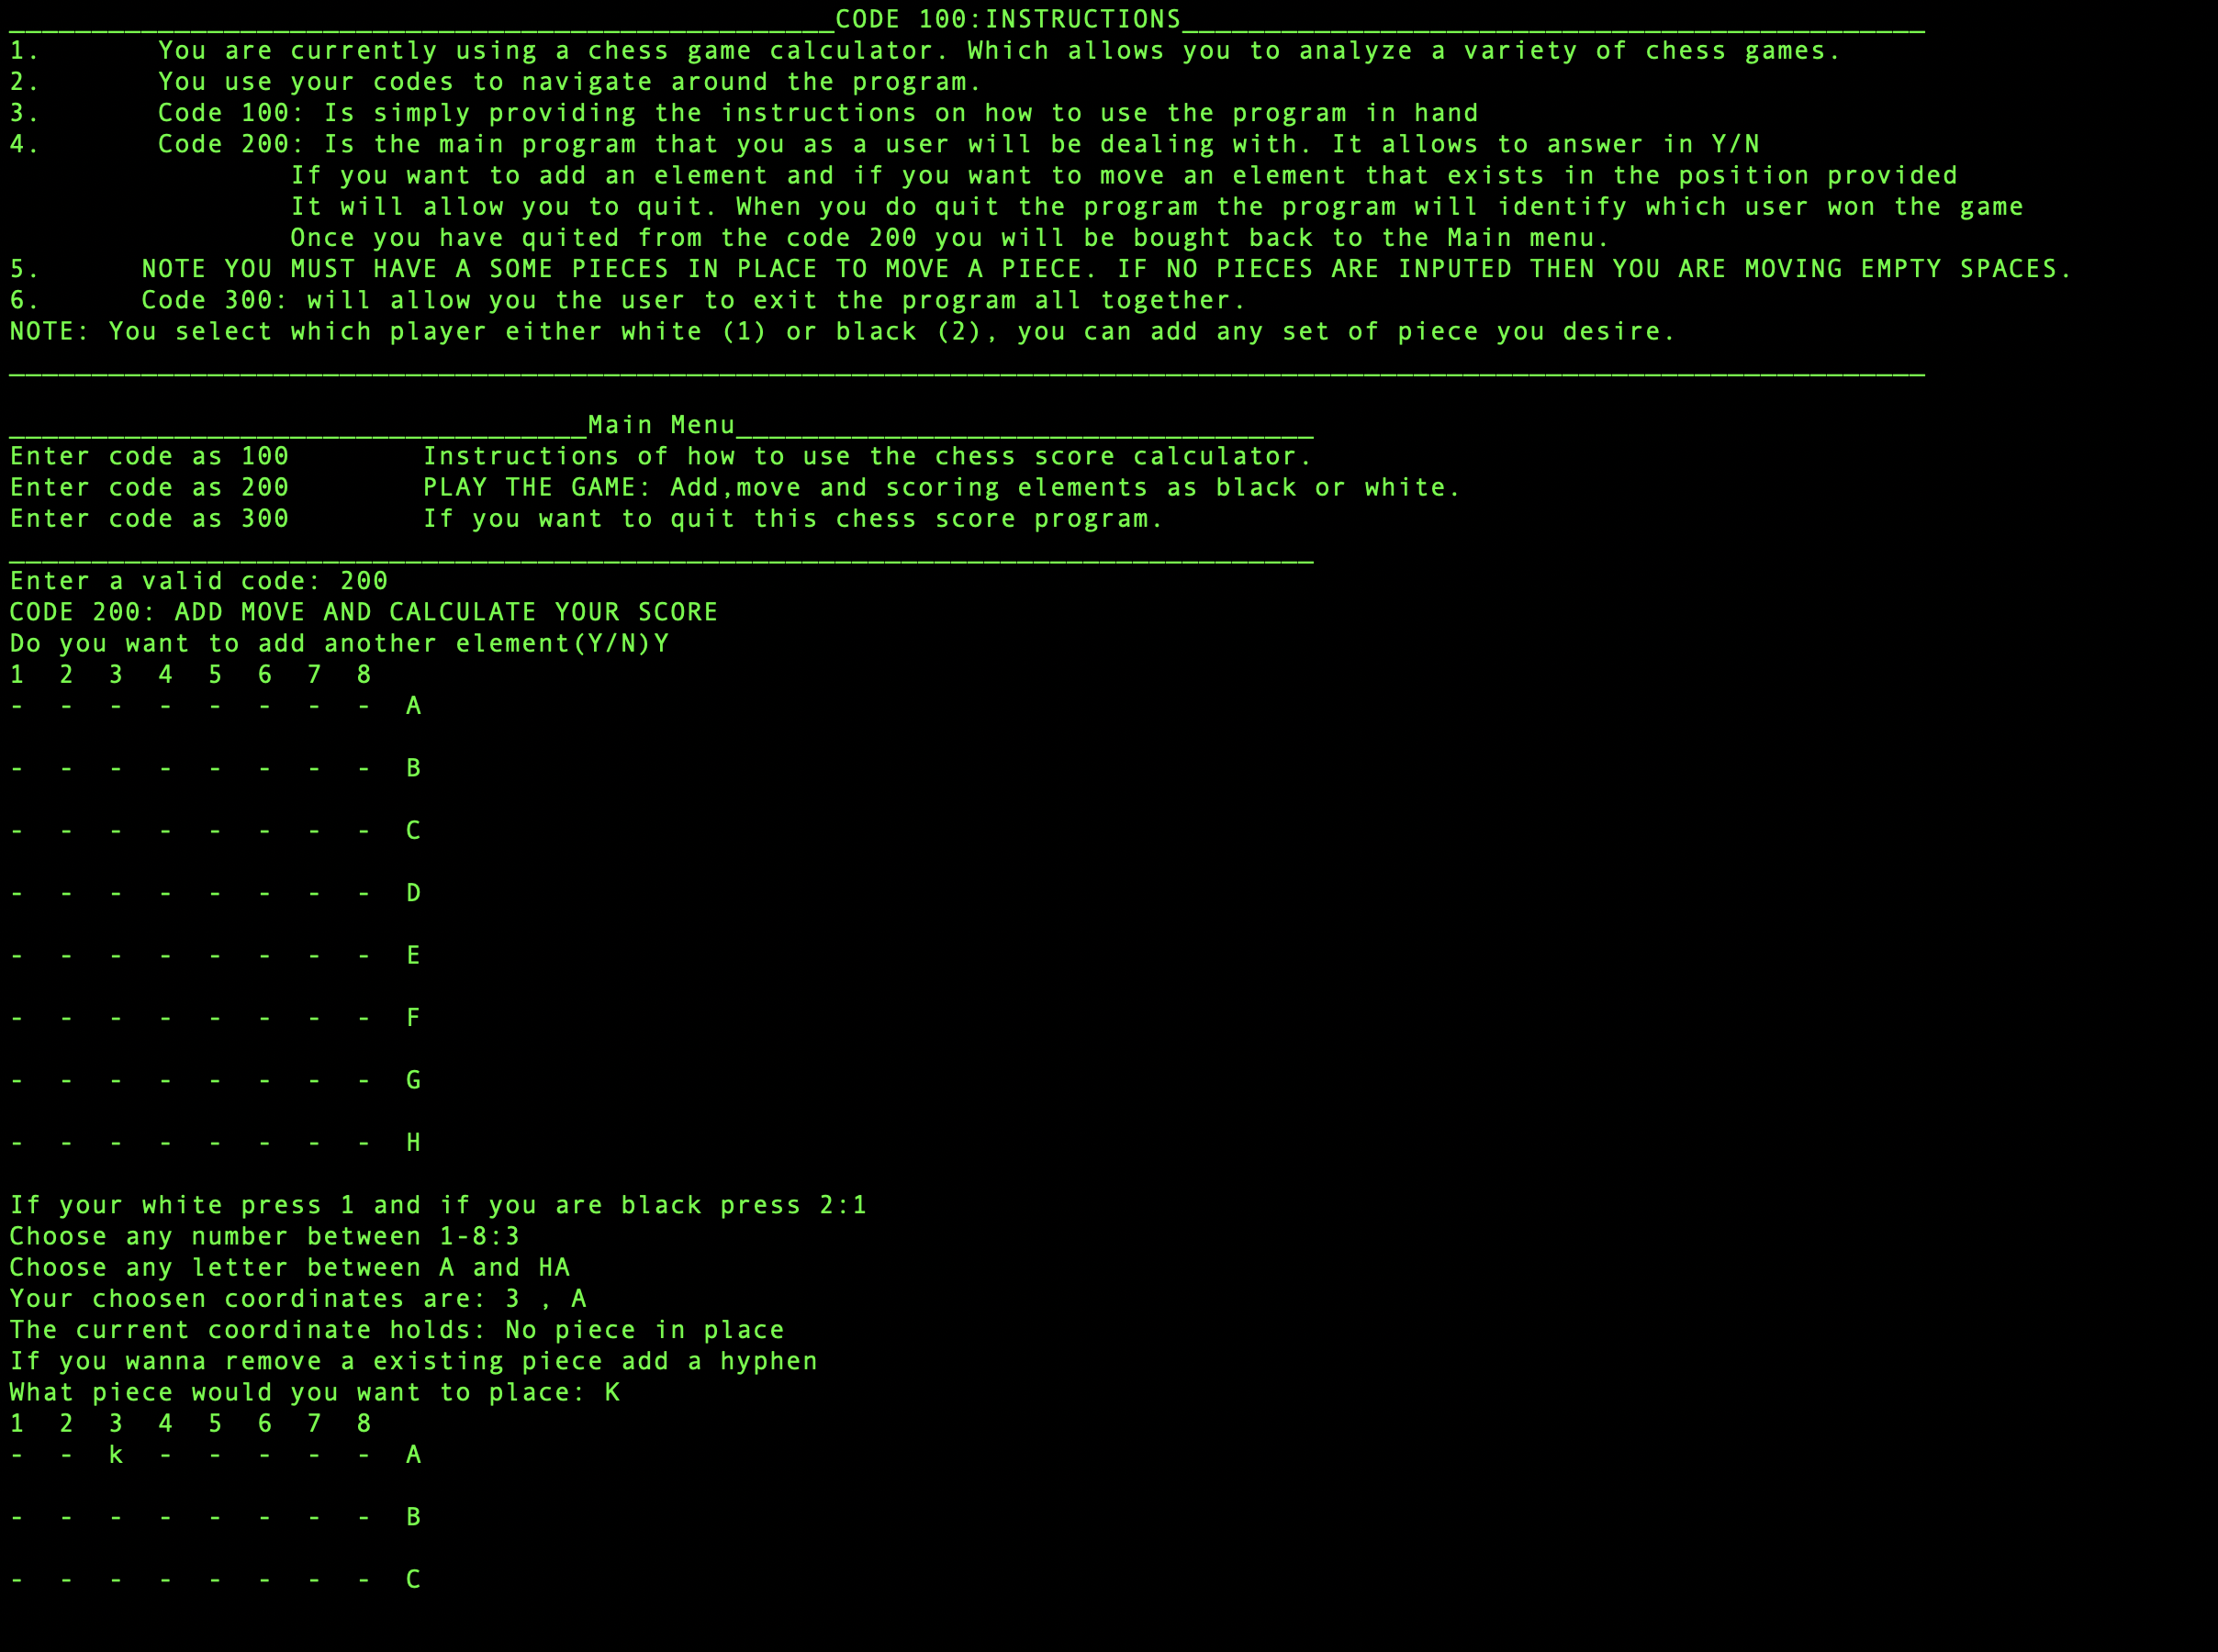 __________________________________________________CODE 100:INSTRUCTIONS_____________________________________________
1.       You are currently using a chess game calculator. Which allows you to analyze a variety of chess games.
2.       You use your codes to navigate around the program.
3.       Code 100: Is simply providing the instructions on how to use the program in hand
4.       Code 200: Is the main program that you as a user will be dealing with. It allows to answer in Y/N
                 If you want to add an element and if you want to move an element that exists in the position provided
                 It will allow you to quit. When you do quit the program the program will identify which user won the game
                 Once you have quited from the code 200 you will be bought back to the Main menu.
5.      NOTE YOU MUST HAVE A SOME PIECES IN PLACE TO MOVE A PIECE. IF NO PIECES ARE INPUTED THEN YOU ARE MOVING EMPTY SPACES.
6.      Code 300: will allow you the user to exit the program all together.
NOTE: You select which player either white (1) or black (2), you can add any set of piece you desire.
____________________________________________________________________________________________________________________
___________________________________Main Menu___________________________________
Enter code as 100        Instructions of how to use the chess score calculator.
Enter code as 200        PLAY THE GAME: Add,move and scoring elements as black or white.
Enter code as 300        If you want to quit this chess score program.
_______________________________________________________________________________
Enter a valid code: 200
CODE 200: ADD MOVE AND CALCULATE YOUR SCORE
Do you want to add another element(Y/N)Y
1  2  3  4  5  6  7  8
-  -  -  -  -  -  -  -  A
-  -  -  -  -  -  -  -  B
-  -  -  -  -  -  -  -  C
-  -  -  -  -  -  -  -  D
-  -  -  -  -  -  -  -  E
-  -  -  -  -  -  -  -  F
-  -  -  -  -  -  -  -  G
-  -  -  -  -  -  -  -  H
If your white press 1 and if you are black press 2:1
Choose any number between 1-8:3
Choose any letter between A and HA
Your choosen coordinates are: 3 , A
The current coordinate holds: No piece in place
If you wanna remove a existing piece add a hyphen
What piece would you want to place: K
1  2  3  4  5  6  7  8
-  -  k  -  -  -  -  -  A
-  -  -  -  -  -  -  -  B
-  -  -  -  -  -  -  -  C